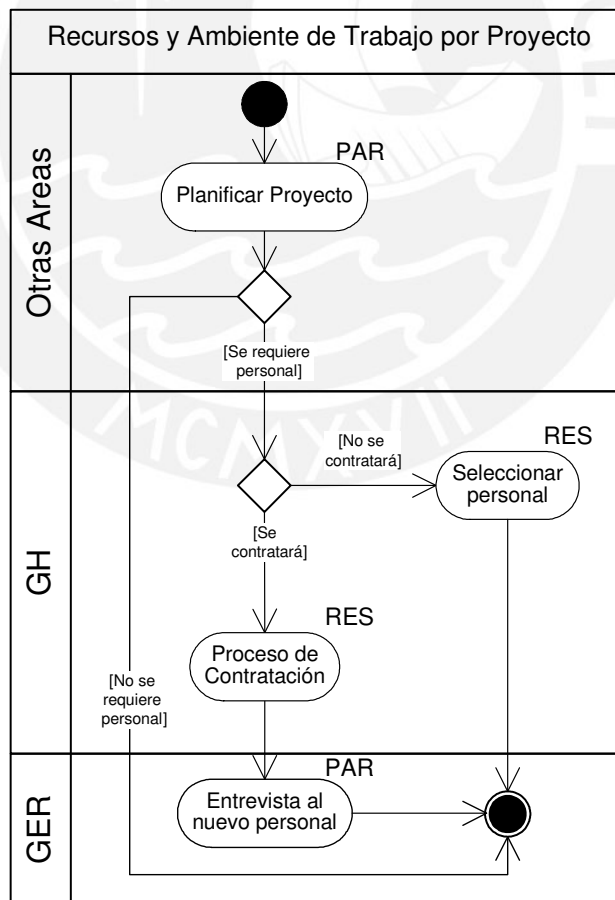 Recursos y Ambiente de Trabajo por Proyecto
Otras Areas
PAR
Planificar Proyecto
[Se requiere
personal]
MCMXVII
GH
[No se
contratará]
RES
Seleccionar
personal
[Se
contratará]
RES
Proceso de
Contratación
[No se
requiere
personal]
GER
PAR
Entrevista al
nuevo personal